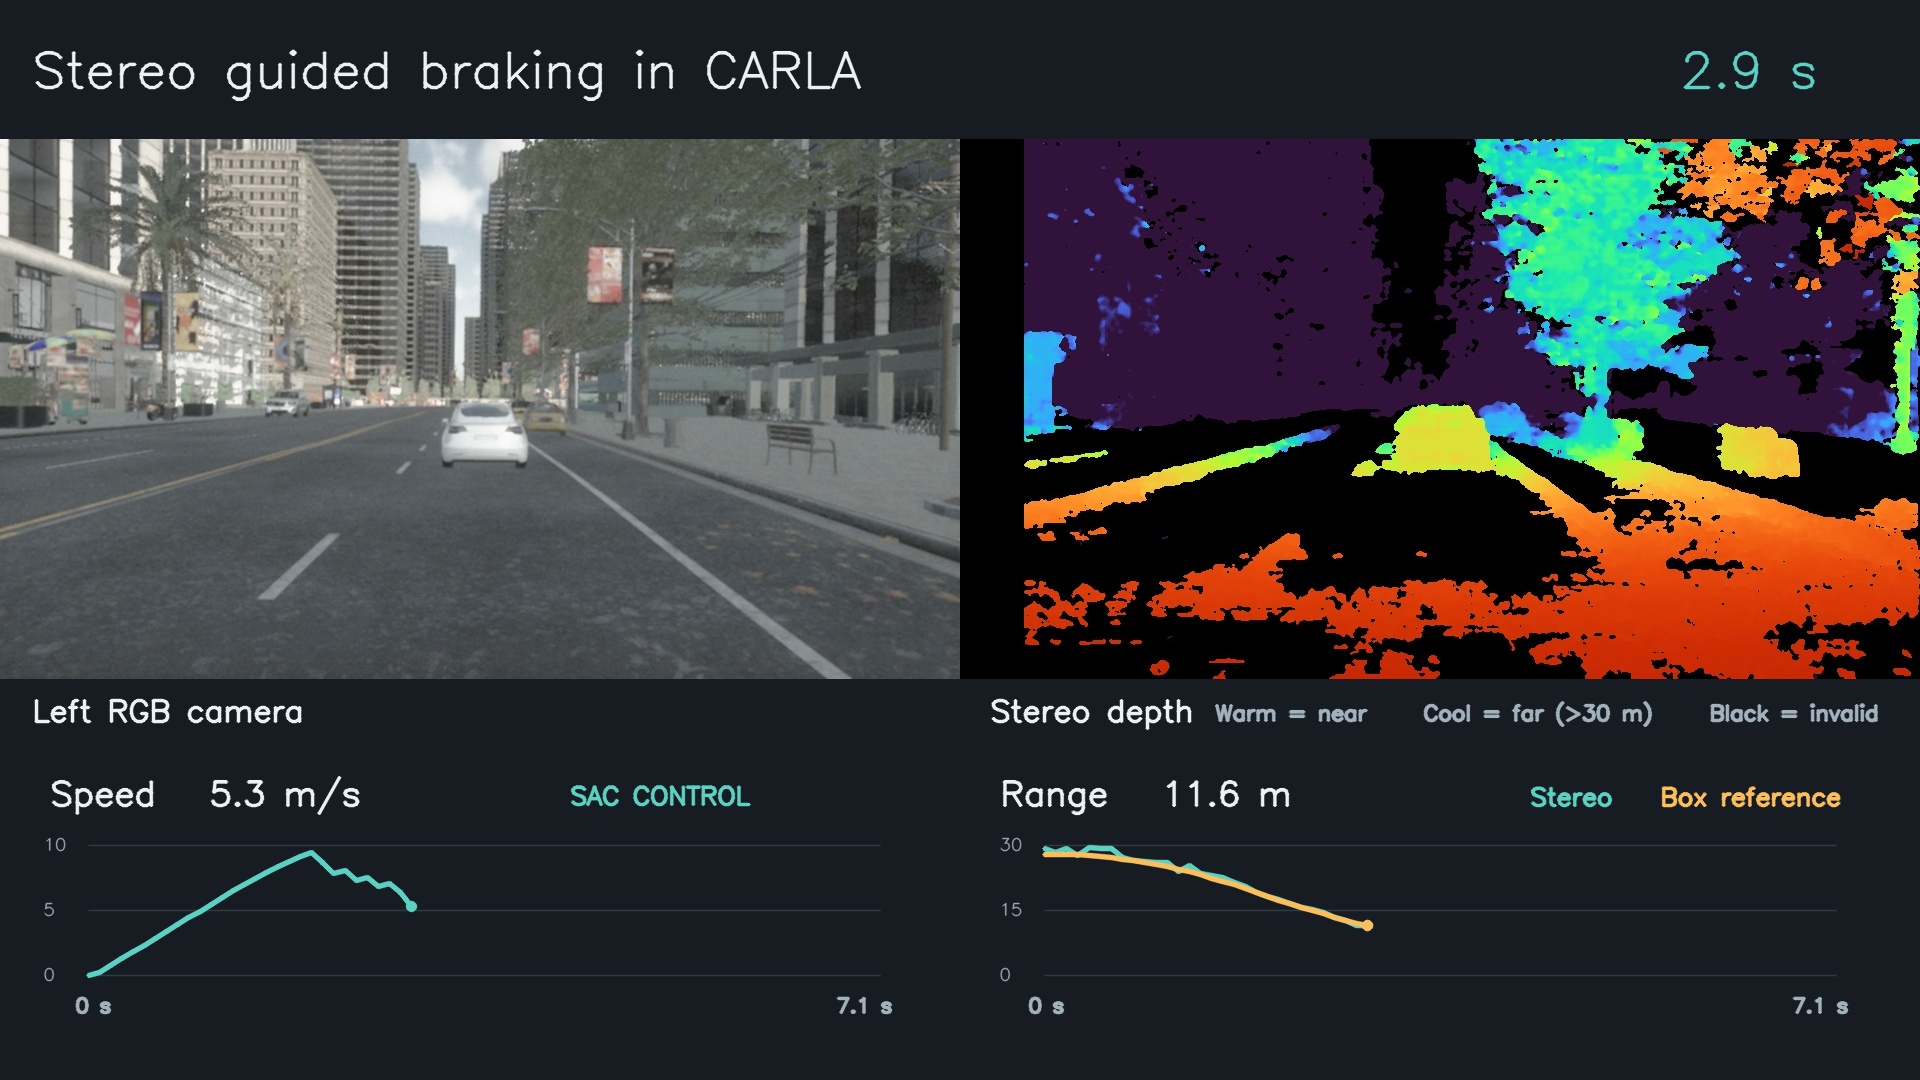 Stereo guided braking in CARLA 2.9 s
Left RGB camera
Stereo depth Warm = near Cool = far (>30 m) Black = invalid
Speed 5.3 m/s SAC CONTROL
10
5
0
0 s 7.1 s
Range 11.6 m Stereo Box reference
30
15
0
0 s 7.1 s